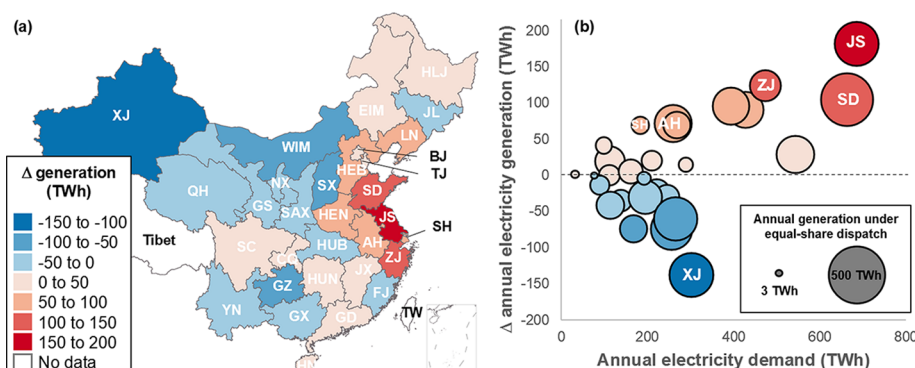 (a)
HLJ
XJ
EIM
JL
WIM
LN
BJ
TJ
HEB
NX
SX
QH
GS
SD
SAX
HEN
JS
Tibet
SH
SC
HUB
AH
CQ
ZJ
HUN
JX
GZ
FJ
YN
GX
GD
TW
HN
Δ generation
(TWh)
-150 to -100
-100 to -50
-50 to 0
0 to 50
50 to 100
100 to 150
150 to 200
No data
(b)
Δ annual electricity generation (TWh)
200
150
100
50
0
-50
-100
-150
-200
JS
ZJ
SD
SH
AH
XJ
Annual generation under
equal-share dispatch
3 TWh
500 TWh
0
200
400
600
800
Annual electricity demand (TWh)